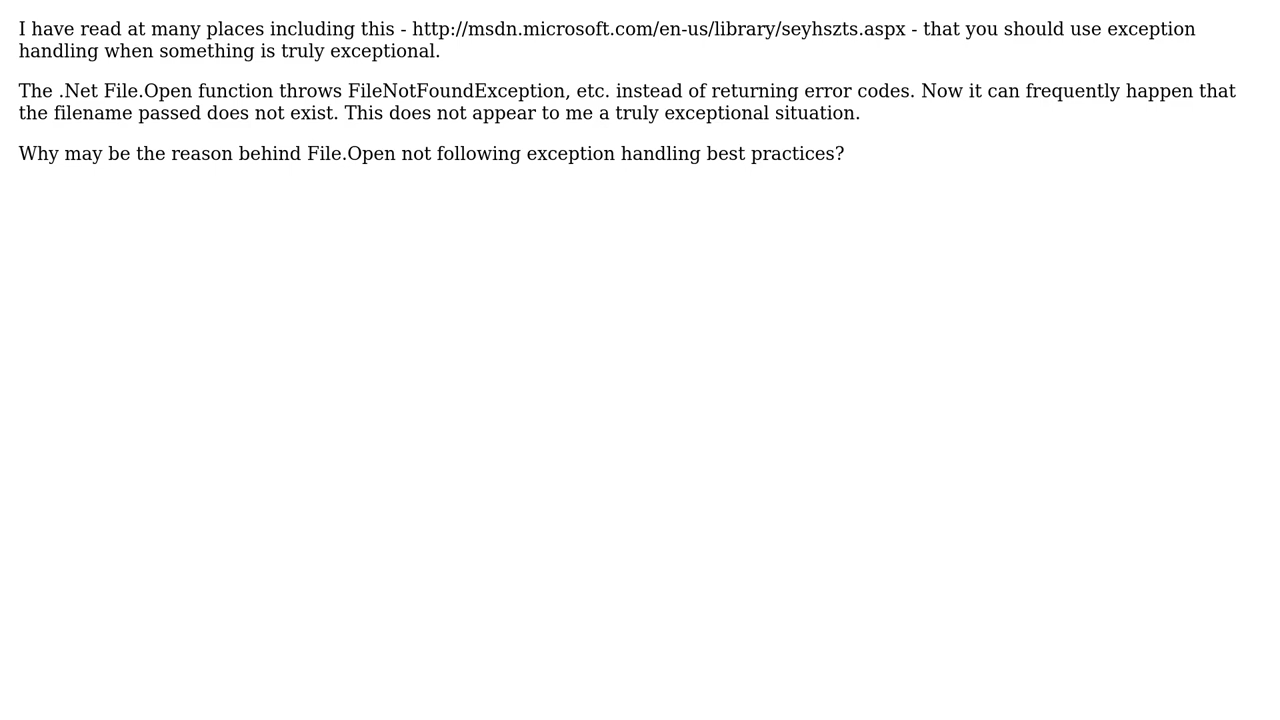 I have read at many places including this - http://msdn.microsoft.com/en-us/library/seyhszts.aspx - that you should use exception
handling when something is truly exceptional.
The .Net File.Open function throws FileNotFoundException, etc. instead of returning error codes. Now it can frequently happen that
the filename passed does not exist. This does not appear to me a truly exceptional situation.
Why may be the reason behind File.Open not following exception handling best practices?